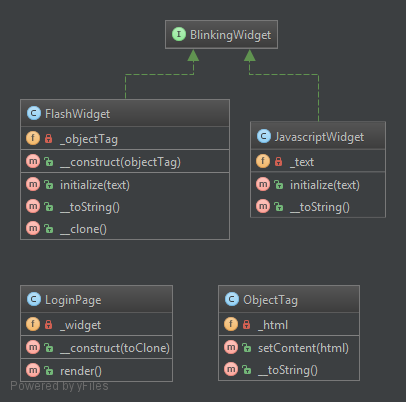 I BlinkingWidget
C FlashWidget
f _objectTag
m __construct(objectTag)
m initialize(text)
m __toString()
m __clone()
C JavascriptWidget
f _text
m initialize(text)
m __toString()
C LoginPage
f _widget
m __construct(toClone)
m render()
C ObjectTag
f _html
m setContent(html)
m __toString()
Powered by yFiles